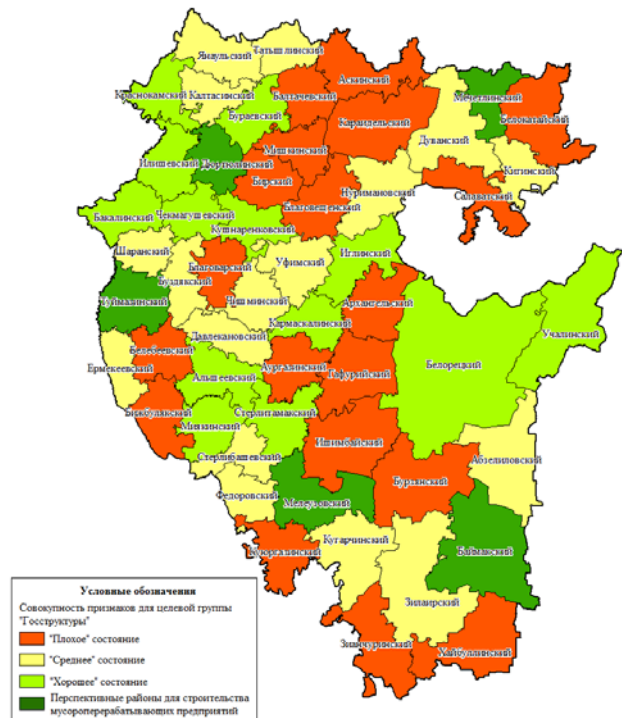 Татышлинский
Янаульский
Аскинский
Краснокамский
Калтасинский
Балтачевский
Мечетлинский
Белокатайский
Бураевский
Караидельский
Дуванский
Мишкинский
Илишевский
Дюртюлинский
Кигинский
Бирский
Нуримановский
Салаватский
Бакалинский
Чекмагушевский
Благовещенский
Кушнаренковский
Шаранский
Иглинский
Уфимский
Благоварский
Буздякский
Туймазинский
Чишминский
Архангельский
Кармаскалинский
Учалинский
Давлекановский
Белебеевский
Белорецкий
Ермекеевский
Аургазинский
Гафурийский
Альшеевский
Бижбулякский
Стерлитамакский
Миякинский
Ишимбайский
Стерлибашевский
Абзелиловский
Бурзянский
Федоровский
Мелеузовский
Кугарчинский
Куюргазинский
Баймакский
Зилаирский
Зианчуринский
Хайбуллинский
Условные обозначения
Совокупность признаков для целевой группы
"Госструктуры"
"Плохое" состояние
"Среднее" состояние
"Хорошее" состояние
Перспективные районы для строительства
мусороперерабатывающих предприятий